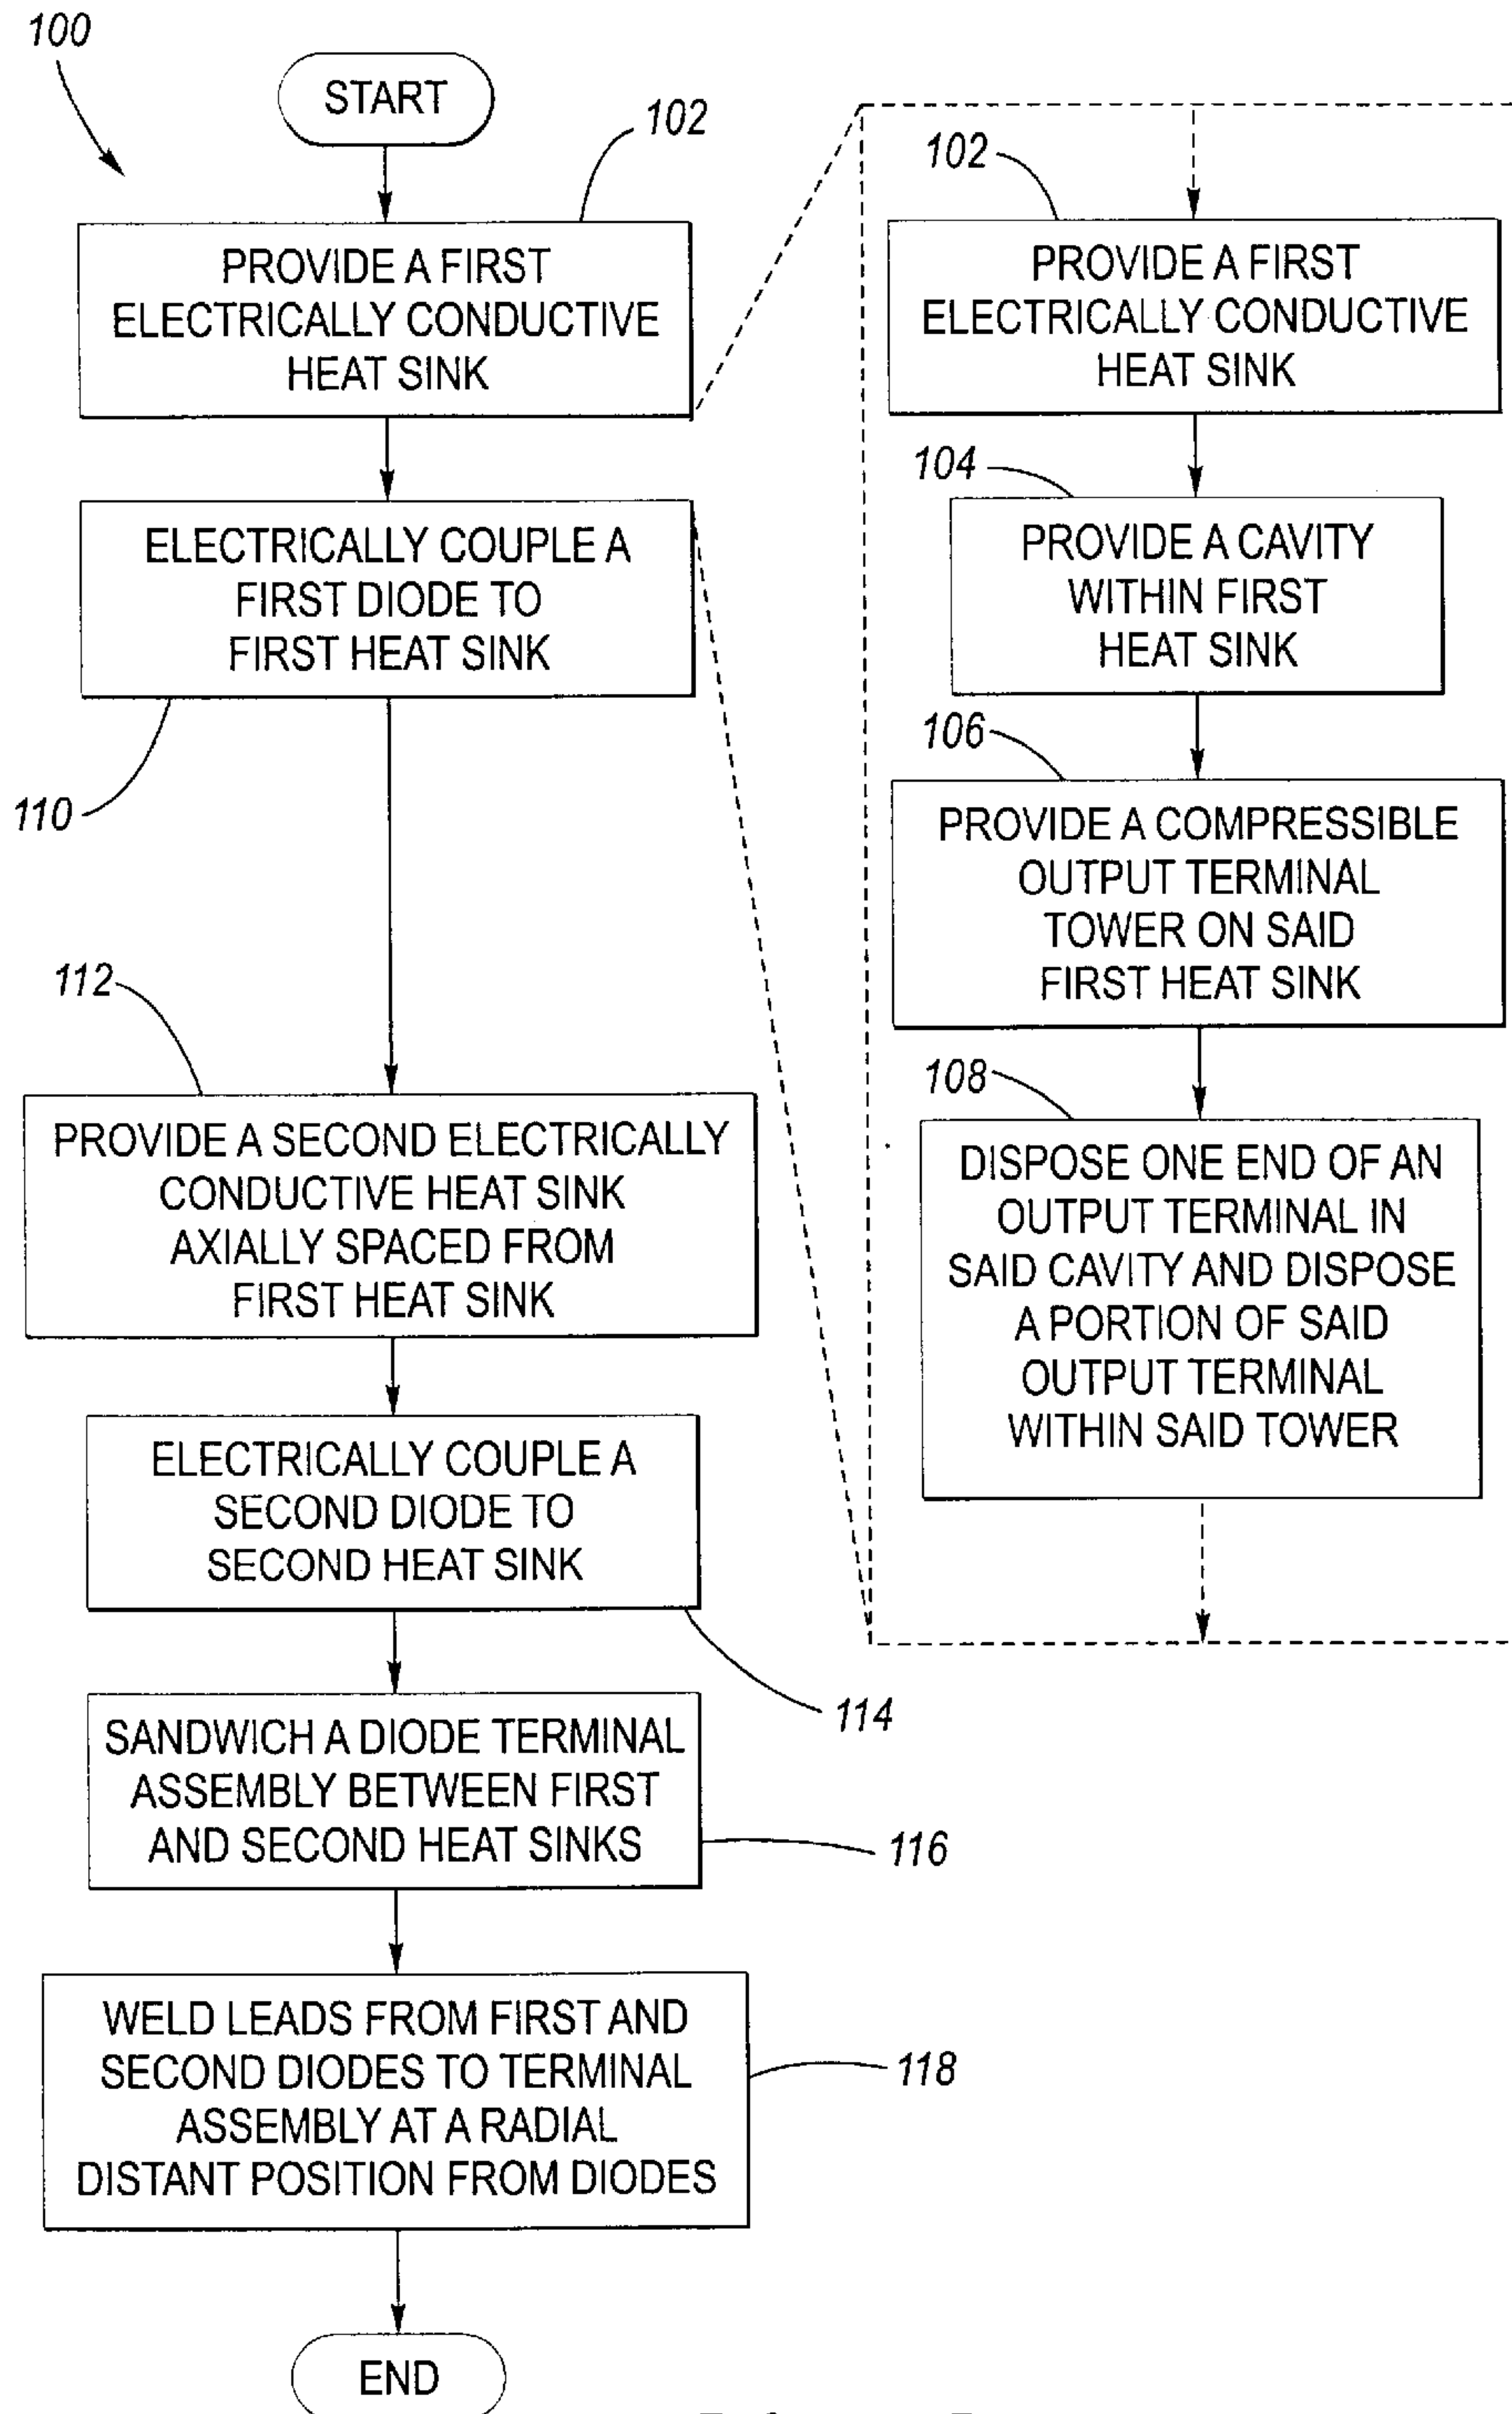 100
START
102
PROVIDE A FIRST
ELECTRICALLY CONDUCTIVE
HEAT SINK
ELECTRICALLY COUPLE A
FIRST DIODE TO
FIRST HEAT SINK
110
112
PROVIDE A SECOND ELECTRICALLY
CONDUCTIVE HEAT SINK
AXIALLY SPACED FROM
FIRST HEAT SINK
ELECTRICALLY COUPLE A
SECOND DIODE TO
SECOND HEAT SINK
114
SANDWICH A DIODE TERMINAL
ASSEMBLY BETWEEN FIRST
AND SECOND HEAT SINKS
116
WELD LEADS FROM FIRST AND
SECOND DIODES TO TERMINAL
ASSEMBLY AT A RADIAL
DISTANT POSITION FROM DIODES
118
END
102
PROVIDE A FIRST
ELECTRICALLY CONDUCTIVE
HEAT SINK
104
PROVIDE A CAVITY
WITHIN FIRST
HEAT SINK
106
PROVIDE A COMPRESSIBLE
OUTPUT TERMINAL
TOWER ON SAID
FIRST HEAT SINK
108
DISPOSE ONE END OF AN
OUTPUT TERMINAL IN
SAID CAVITY AND DISPOSE
A PORTION OF SAID
OUTPUT TERMINAL
WITHIN SAID TOWER